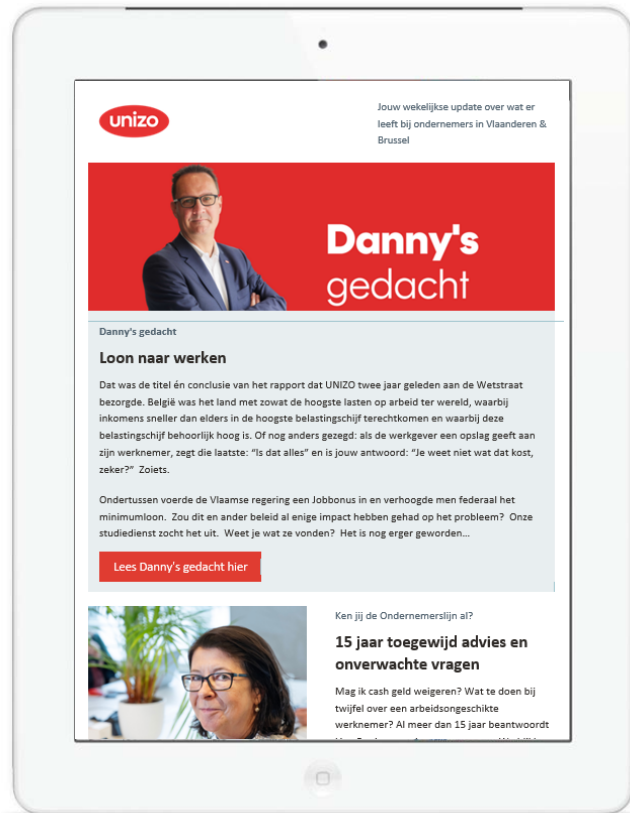 unizo
Jouw wekelijkse update over wat er
leeft bij ondernemers in Vlaanderen &
Brussel
Danny's
gedacht
Danny's gedacht
Loon naar werken
Dat was de titel én conclusie van het rapport dat UNIZO twee jaar geleden aan de Wetstraat
bezorgde. België was het land met zowat de hoogste lasten op arbeid ter wereld, waarbij
inkomens sneller dan elders in de hoogste belastingschijf terechtkomen en waarbij deze
belastingschijf behoorlijk hoog is. Of nog anders gezegd: als de werkgever een opslag geeft aan
zijn werknemer, zegt die laatste: “Is dat alles” en is jouw antwoord: “Je weet niet wat dat kost,
zeker?” Zoiets.
Ondertussen voerde de Vlaamse regering een Jobbonus in en verhoogde men federaal het
minimumloon. Zou dit en ander beleid al enige impact hebben gehad op het probleem? Onze
studiedienst zocht het uit. Weet je wat ze vonden? Het is nog erger geworden…
Lees Danny’s gedacht hier
Ken jij de Ondernemerslijn al?
15 jaar toegewijd advies en
onverwachte vragen
Mag ik cash geld weigeren? Wat te doen bij
twijfel over een arbeidsongeschikte
werknemer? Al meer dan 15 jaar beantwoordt